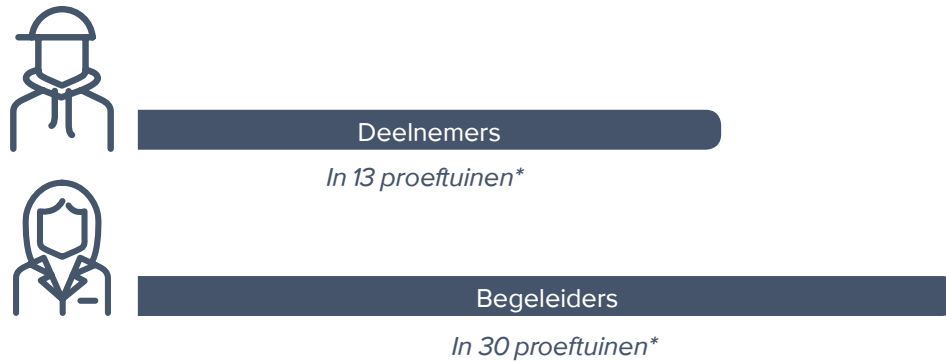 Deelnemers
In 13 proeftuinen*
Begeleiders
In 30 proeftuinen*